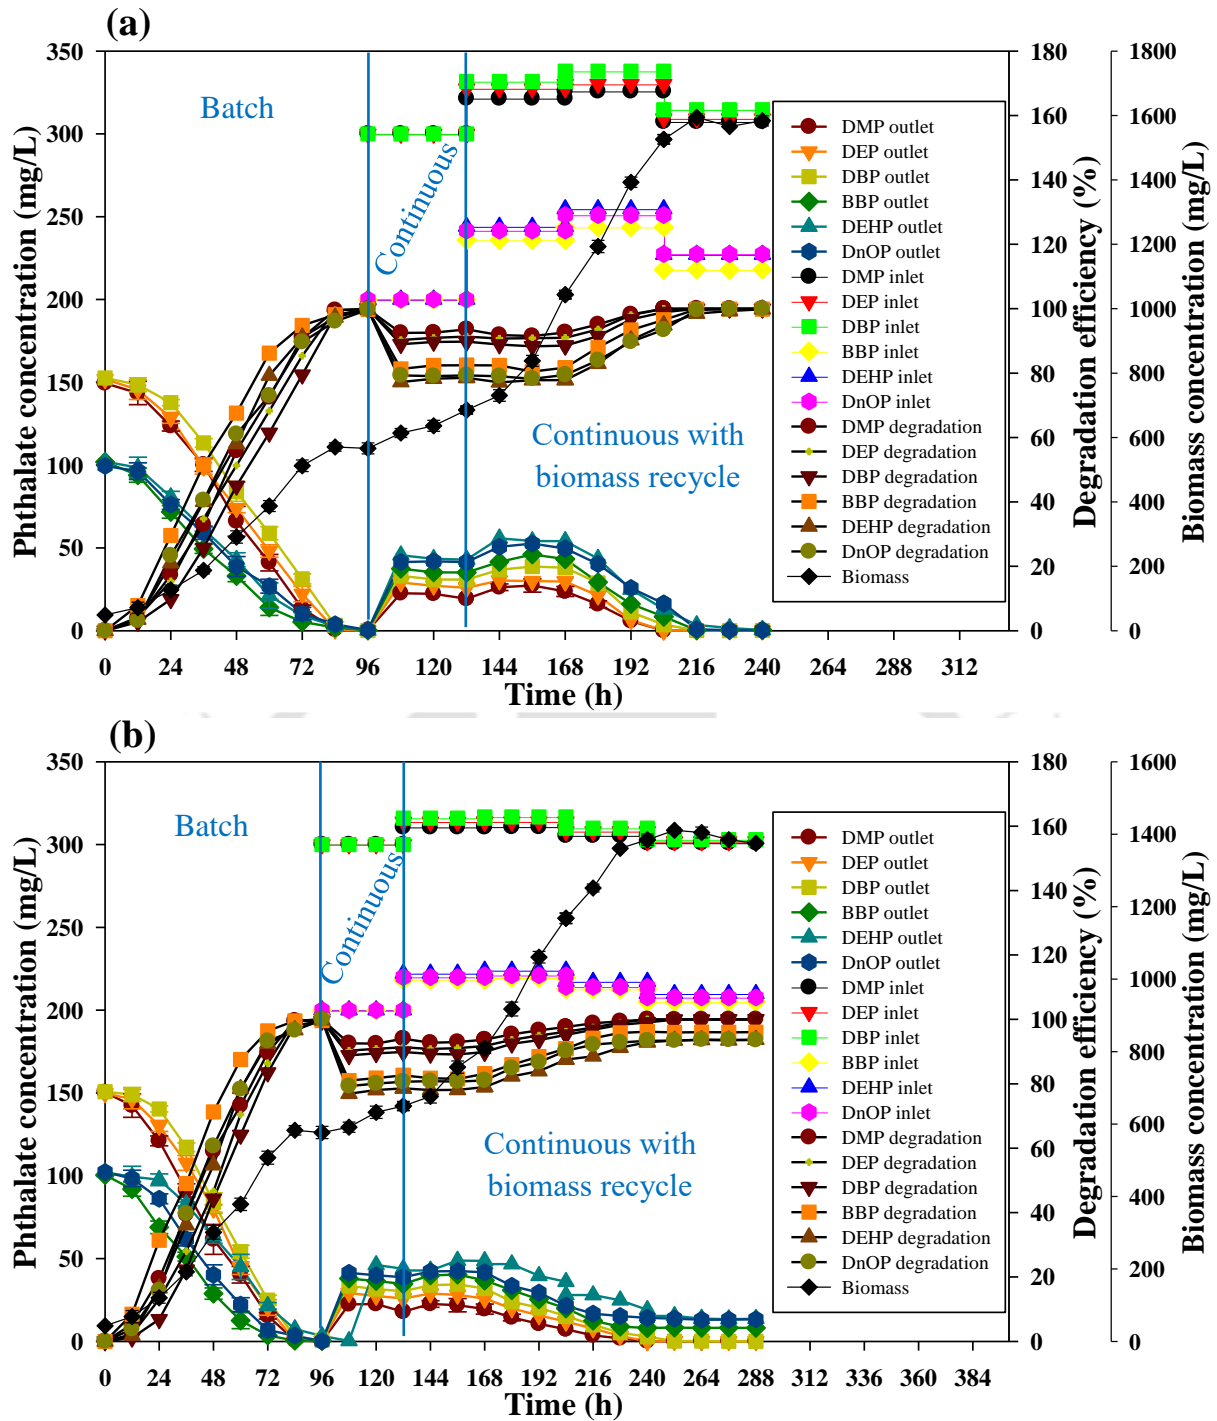 (a)
350
300
250
200
150
100
50
0
Phthalate concentration (mg/L)
Batch
Continuous
Continuous with
biomass recycle
DMP outlet
DEP outlet
DBP outlet
BBP outlet
DEHP outlet
DnOP outlet
DMP inlet
DEP inlet
DBP inlet
BBP inlet
DEHP inlet
DnOP inlet
DMP degradation
DEP degradation
DBP degradation
BBP degradation
DEHP degradation
DnOP degradation
Biomass
180
160
140
120
100
80
60
40
20
0
Degradation efficiency (%)
1800
1600
1400
1200
1000
800
600
400
200
0
Biomass concentration (mg/L)
0 24 48 72 96 120 144 168 192 216 240 264 288 312
Time (h)
(b)
350
300
250
200
150
100
50
0
Phthalate concentration (mg/L)
Batch
Continuous
Continuous with
biomass recycle
DMP outlet
DEP outlet
DBP outlet
BBP outlet
DEHP outlet
DnOP outlet
DMP inlet
DEP inlet
DBP inlet
BBP inlet
DEHP inlet
DnOP inlet
DMP degradation
DEP degradation
DBP degradation
BBP degradation
DEHP degradation
DnOP degradation
Biomass
180
160
140
120
100
80
60
40
20
0
Degradation efficiency (%)
1600
1400
1200
1000
800
600
400
200
0
Biomass concentration (mg/L)
0 24 48 72 96 120 144 168 192 216 240 264 288 312 336 360 384
Time (h)